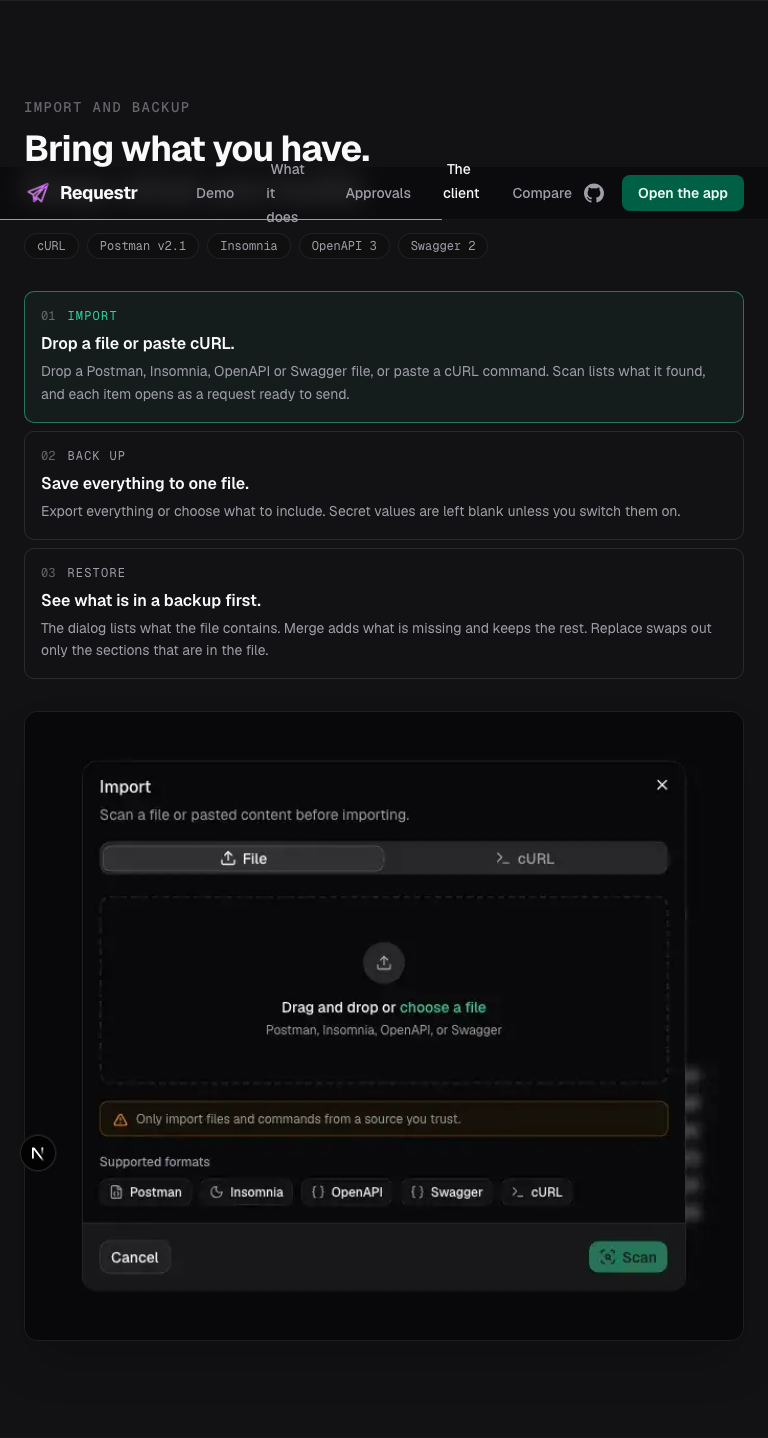 IMPORT AND BACKUP
Bring what you have.
Requestr
Demo
What
it
does
Approvals
The
client
Compare
Open the app
cURL
Postman v2.1
Insomnia
OpenAPI 3
Swagger 2
01 IMPORT
Drop a file or paste cURL.
Drop a Postman, Insomnia, OpenAPI or Swagger file, or paste a cURL command. Scan lists what it found,
and each item opens as a request ready to send.
02 BACK UP
Save everything to one file.
Export everything or choose what to include. Secret values are left blank unless you switch them on.
03 RESTORE
See what is in a backup first.
The dialog lists what the file contains. Merge adds what is missing and keeps the rest. Replace swaps out
only the sections that are in the file.
Import
Scan a file or pasted content before importing.
File
cURL
Drag and drop or choose a file
Postman, Insomnia, OpenAPI, or Swagger
Only import files and commands from a source you trust.
N
Supported formats
Postman
Insomnia
OpenAPI
Swagger
cURL
Cancel
Scan